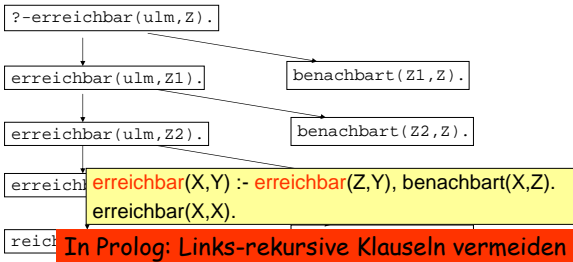 ?-erreichbar(ulm,Z).
erreichbar(ulm,Z1).
benachbart(Z1,Z).
erreichbar(ulm,Z2).
benachbart(Z2,Z).
erreichbar(X,Y) :- erreichbar(Z,Y), benachbart(X,Z).
erreichbar(X,X).
In Prolog: Links-rekursive Klauseln vermeiden